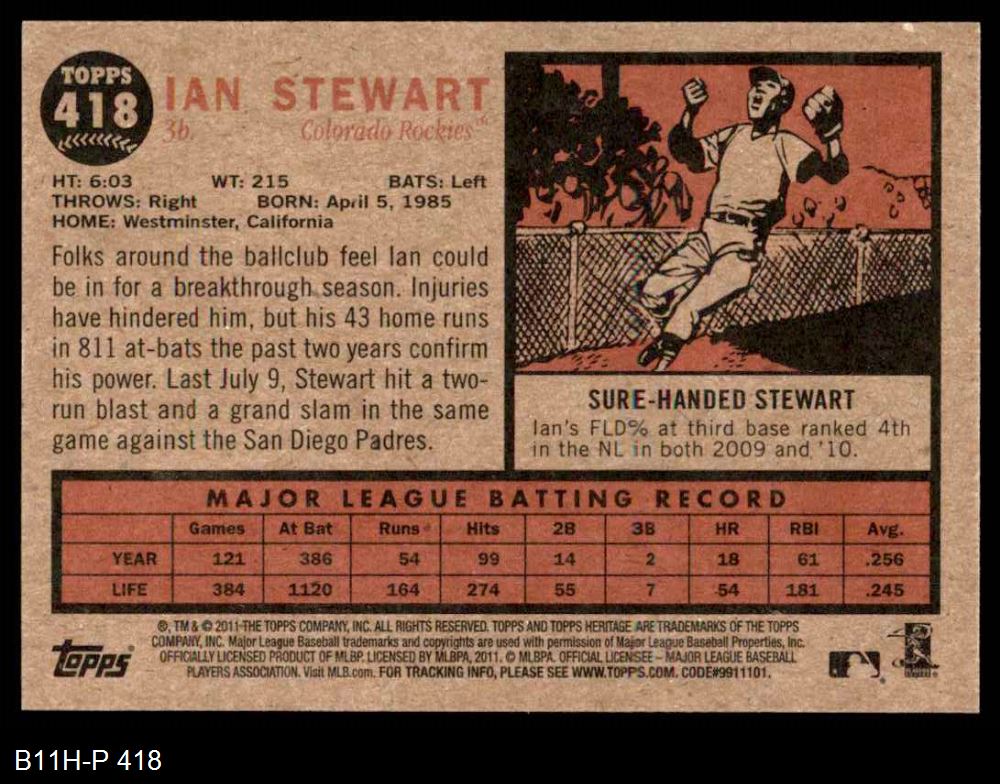 TOPPS
418
IAN STEWART
3b. Colorado Rockies™
HT: 6:03 WT: 215 BATS: Left
THROWS: Right BORN: April 5, 1985
HOME: Westminster, California
Folks around the ballclub feel Ian could
be in for a breakthrough season. Injuries
have hindered him, but his 43 home runs
in 811 at-bats the past two years confirm
his power. Last July 9, Stewart hit a two-
run blast and a grand slam in the same
game against the San Diego Padres.
SURE-HANDED STEWART
Ian's FLD% at third base ranked 4th
in the NL in both 2009 and '10.
MAJOR LEAGUE BATTING RECORD
Games At Bat Runs Hits 2B 3B HR RBI Avg.
YEAR 121 386 54 99 14 2 18 61 .256
LIFE 384 1120 164 274 55 7 54 181 .245
®, TM & © 2011 THE TOPPS COMPANY, INC. ALL RIGHTS RESERVED. TOPPS AND TOPPS HERITAGE ARE TRADEMARKS OF THE TOPPS
COMPANY, INC. Major League Baseball trademarks and copyrights are used with permission of Major League Baseball Properties, Inc.
OFFICIALLY LICENSED PRODUCT OF MLBP. LICENSED BY MLBPA, 2011. © MLBPA. OFFICIAL LICENSEE – MAJOR LEAGUE BASEBALL
PLAYERS ASSOCIATION. Visit MLB.com. FOR TRACKING INFO, PLEASE SEE WWW.TOPPS.COM. CODE#9911101.
topps
B11H-P 418